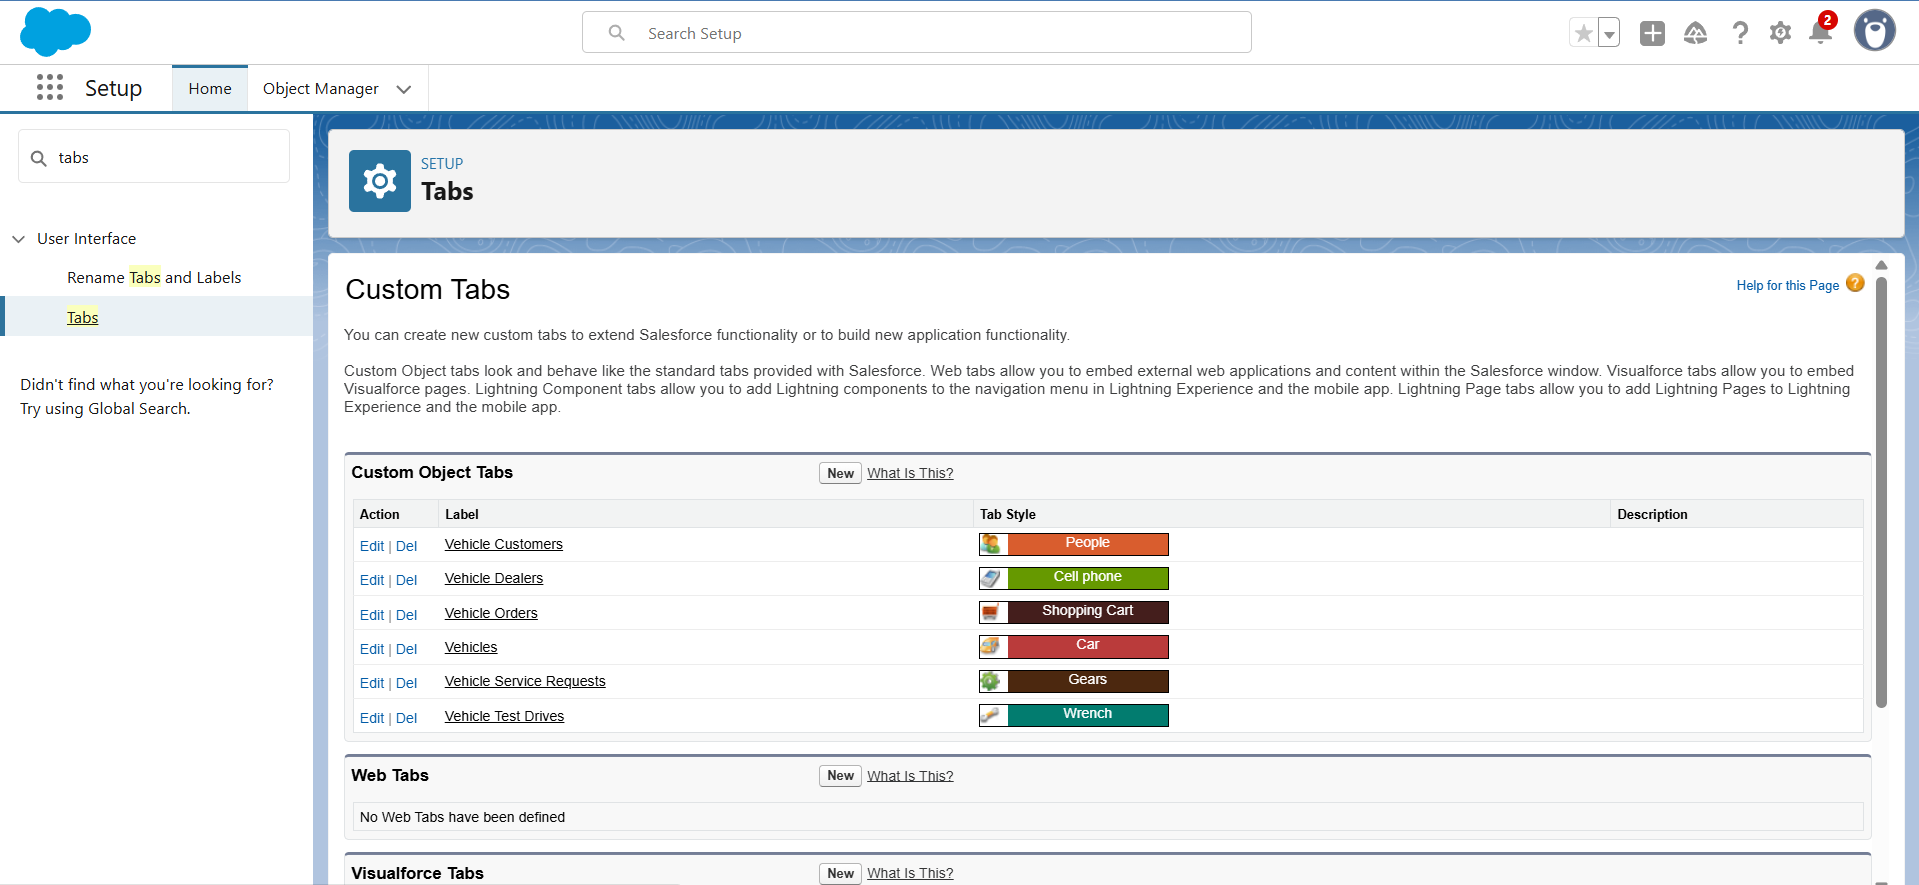 Search Setup
2
Setup
Home
Object Manager
tabs
User Interface
Rename Tabs and Labels
Tabs
Didn't find what you're looking for?
Try using Global Search.
SETUP
Tabs
Custom Tabs
Help for this Page
?
You can create new custom tabs to extend Salesforce functionality or to build new application functionality.
Custom Object tabs look and behave like the standard tabs provided with Salesforce. Web tabs allow you to embed external web applications and content within the Salesforce window. Visualforce tabs allow you to embed
Visualforce pages. Lightning Component tabs allow you to add Lightning components to the navigation menu in Lightning Experience and the mobile app. Lightning Page tabs allow you to add Lightning Pages to Lightning
Experience and the mobile app.
Custom Object Tabs New What Is This?
Action Label Tab Style Description
Edit | Del Vehicle Customers People
Edit | Del Vehicle Dealers Cell phone
Edit | Del Vehicle Orders Shopping Cart
Edit | Del Vehicles Car
Edit | Del Vehicle Service Requests Gears
Edit | Del Vehicle Test Drives Wrench
Web Tabs New What Is This?
No Web Tabs have been defined
Visualforce Tabs New What Is This?